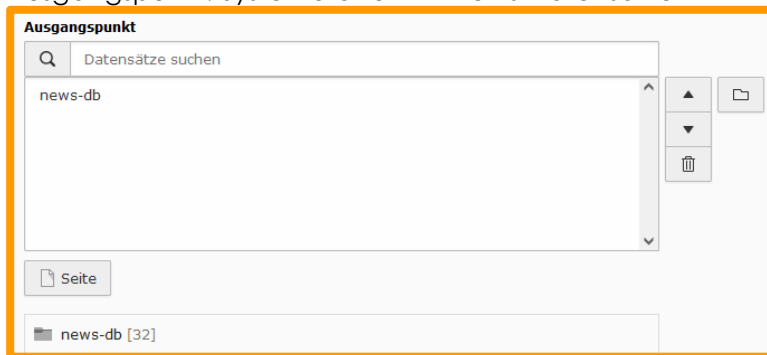 Ausgangspunkt
Datensätze suchen
news-db
Seite
news-db [32]